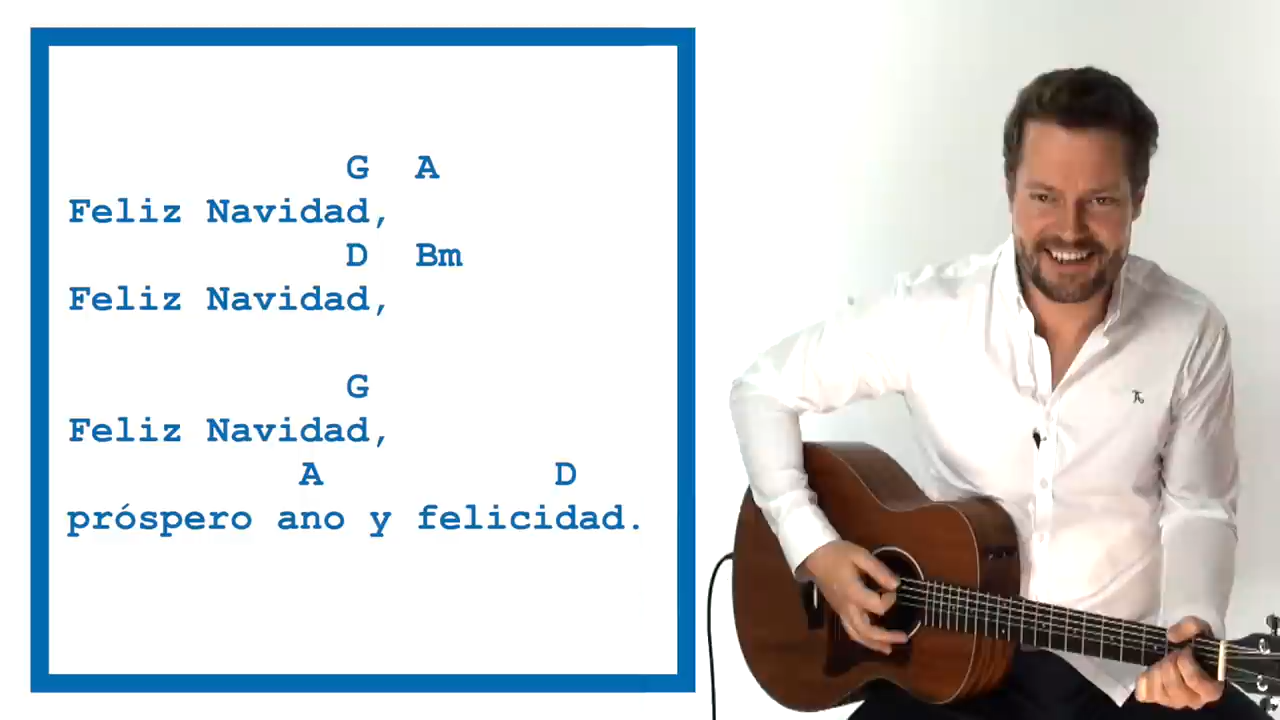 G A
Feliz Navidad,
D Bm
Feliz Navidad,
G
Feliz Navidad,
A D
próspero ano y felicidad.